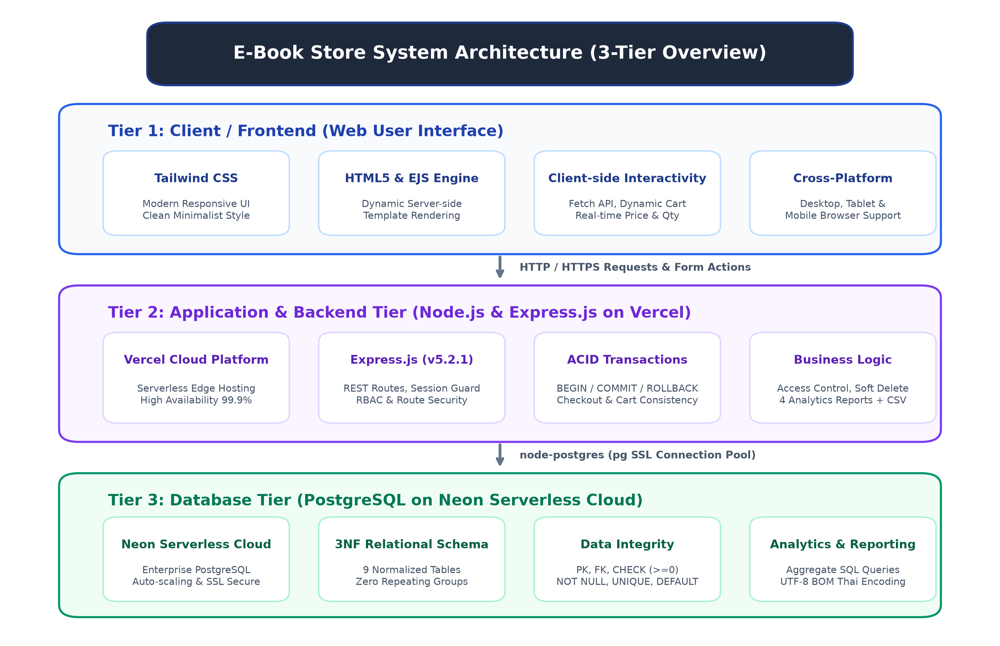 E-Book Store System Architecture (3-Tier Overview)
Tier 1: Client / Frontend (Web User Interface)
Tailwind CSS
Modern Responsive UI
Clean Minimalist Style
HTML5 & EJS Engine
Dynamic Server-side
Template Rendering
Client-side Interactivity
Fetch API, Dynamic Cart
Real-time Price & Qty
Cross-Platform
Desktop, Tablet &
Mobile Browser Support
HTTP / HTTPS Requests & Form Actions
Tier 2: Application & Backend Tier (Node.js & Express.js on Vercel)
Vercel Cloud Platform
Serverless Edge Hosting
High Availability 99.9%
Express.js (v5.2.1)
REST Routes, Session Guard
RBAC & Route Security
ACID Transactions
BEGIN / COMMIT / ROLLBACK
Checkout & Cart Consistency
Business Logic
Access Control, Soft Delete
4 Analytics Reports + CSV
node-postgres (pg SSL Connection Pool)
Tier 3: Database Tier (PostgreSQL on Neon Serverless Cloud)
Neon Serverless Cloud
Enterprise PostgreSQL
Auto-scaling & SSL Secure
3NF Relational Schema
9 Normalized Tables
Zero Repeating Groups
Data Integrity
PK, FK, CHECK (>=0)
NOT NULL, UNIQUE, DEFAULT
Analytics & Reporting
Aggregate SQL Queries
UTF-8 BOM Thai Encoding